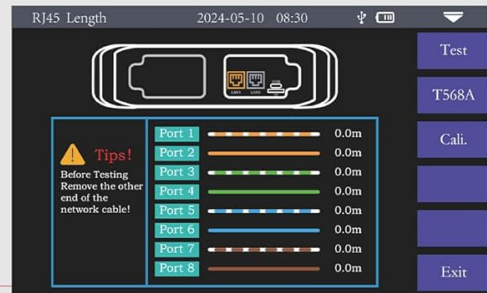 RJ45 Length 2024-05-10 08:30
Test
T568A
Cali.
Exit
Tips!
Before Testing
Remove the other
end of the
network cable!
Port 1 0.0m
Port 2 0.0m
Port 3 0.0m
Port 4 0.0m
Port 5 0.0m
Port 6 0.0m
Port 7 0.0m
Port 8 0.0m